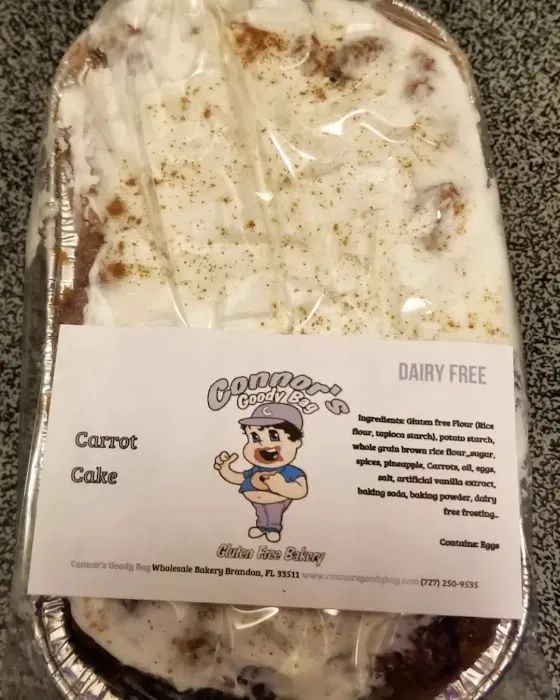 DAIRY FREE
Connor's
Goody Bag
C
Carrot
Cake
Ingredients: Gluten free Flour (Rice
flour, tapioca starch), potato starch,
whole grain brown rice flour,,sugar,
spices, pineapple, Carrots, oil, eggs,
salt, artificial vanilla extract,
baking soda, baking powder, dairy
free frosting..
Contains: Eggs
Gluten Free Bakery
Connor's Goody Bag Wholesale Bakery Brandon, FL 33511 www.connorsgoodybag.com (727) 250-9535